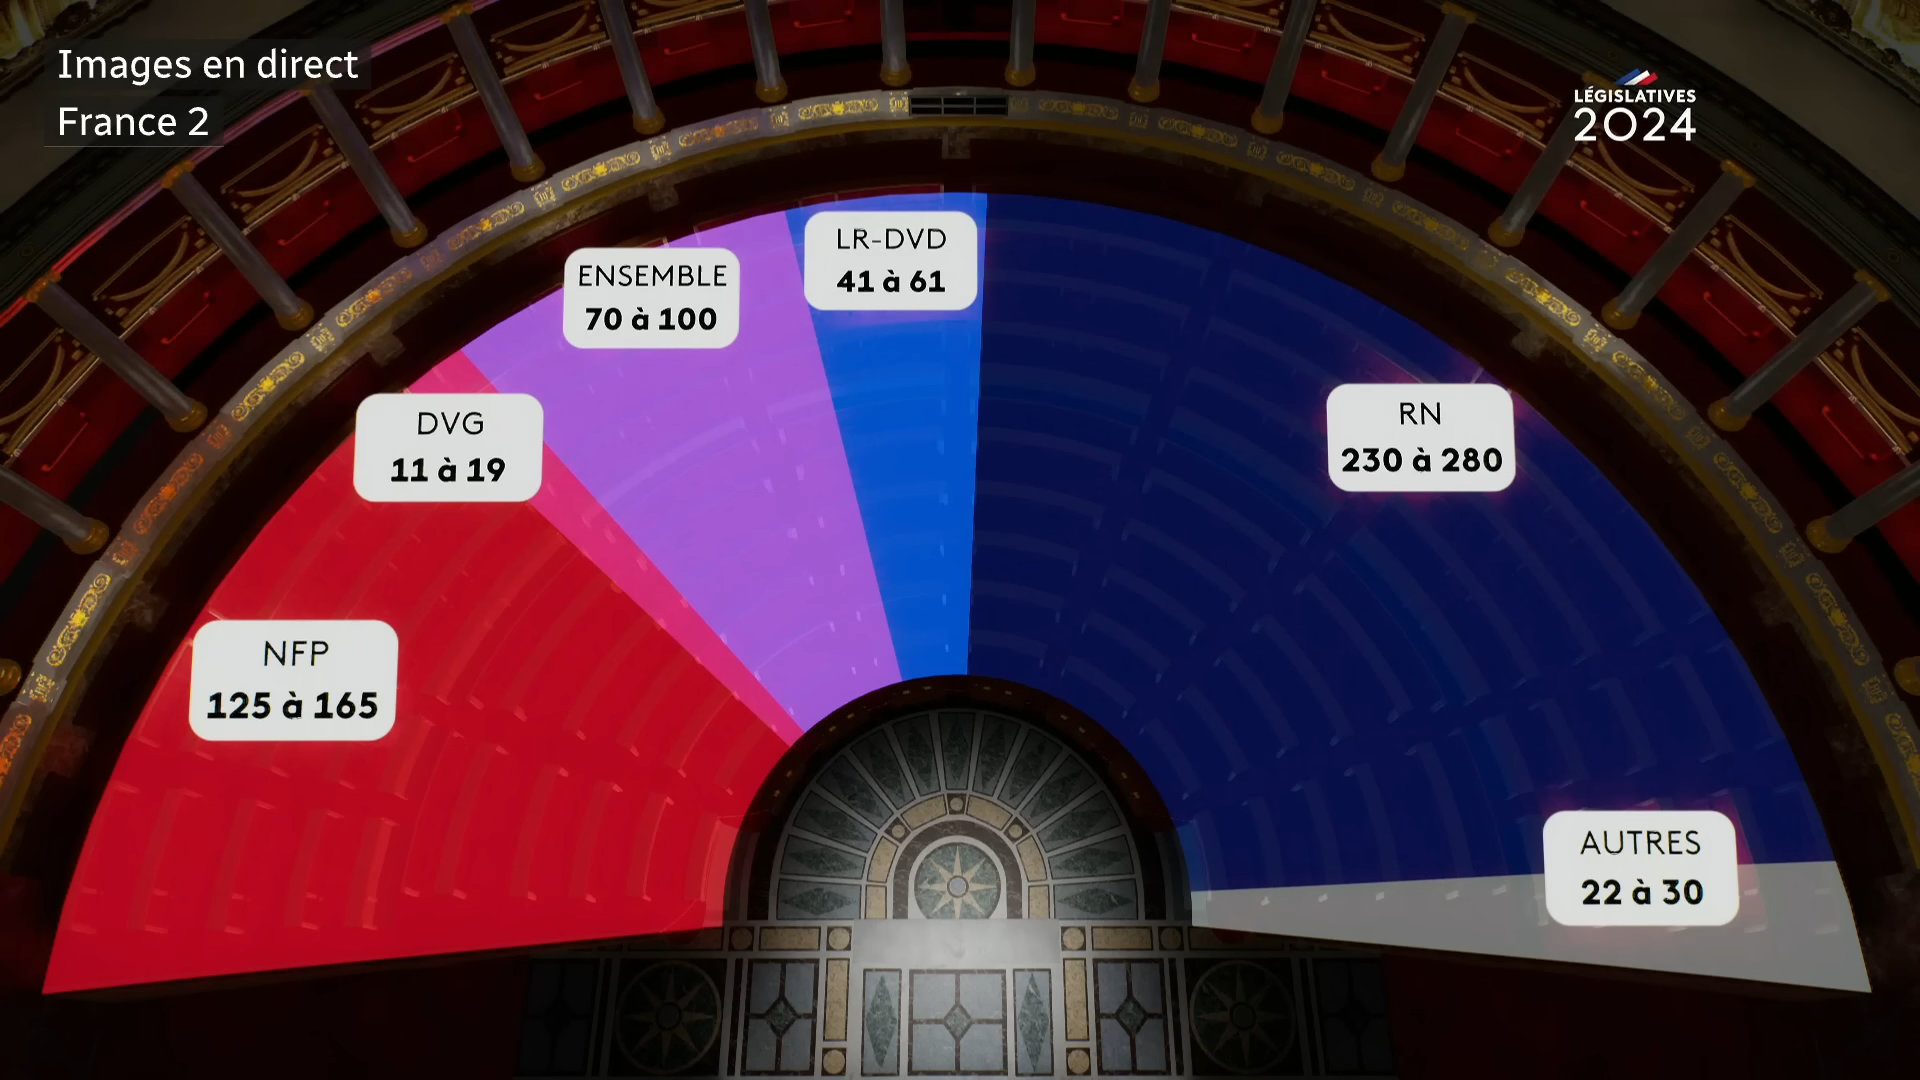 Images en direct
France 2
LÉGISLATIVES
2024
LR-DVD
41 à 61
ENSEMBLE
70 à 100
DVG
11 à 19
RN
230 à 280
NFP
125 à 165
AUTRES
22 à 30